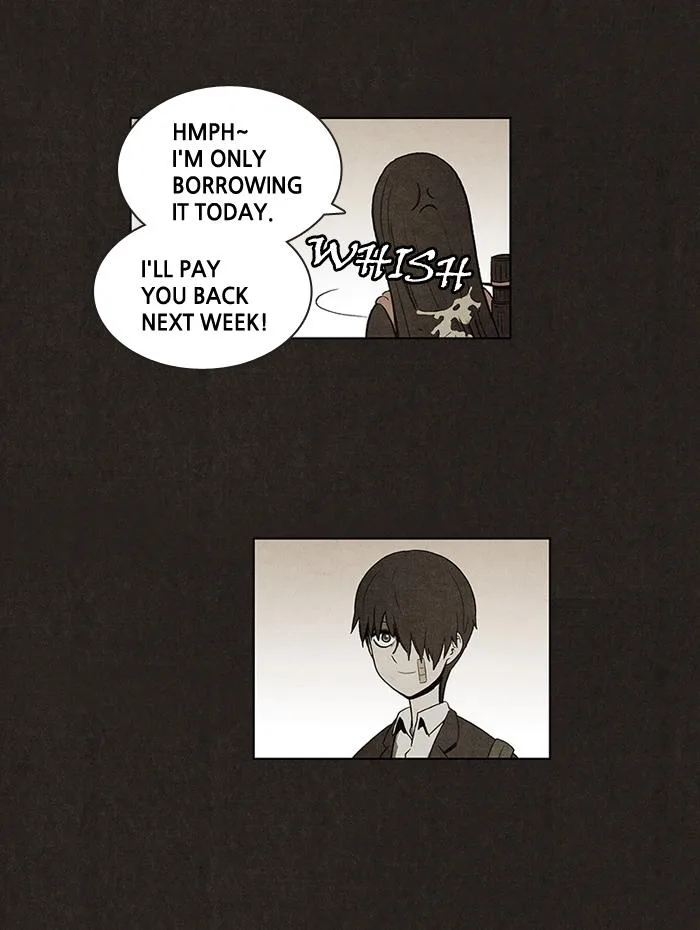 HMPH~
I'M ONLY
BORROWING
IT TODAY.
I'LL PAY
YOU BACK
NEXT WEEK!
WHISH